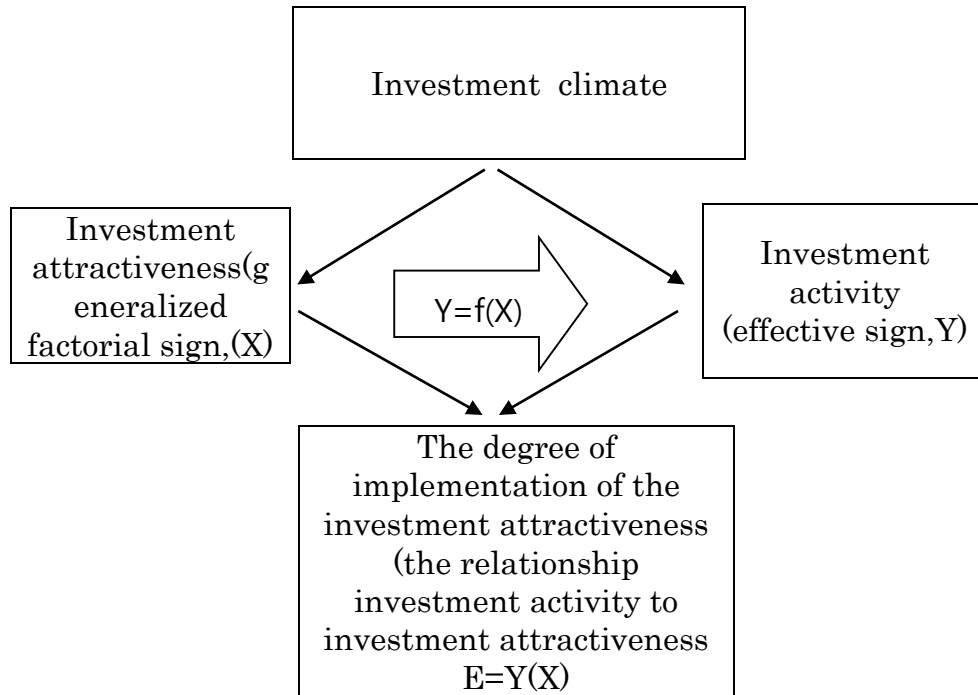 Investment climate
Investment
attractiveness(g
eneralized
factorial sign,(X)
Y=f(X)
Investment
activity
(effective sign,Y)
The degree of
implementation of the
investment attractiveness
(the relationship
investment activity to
investment attractiveness
E=Y(X)